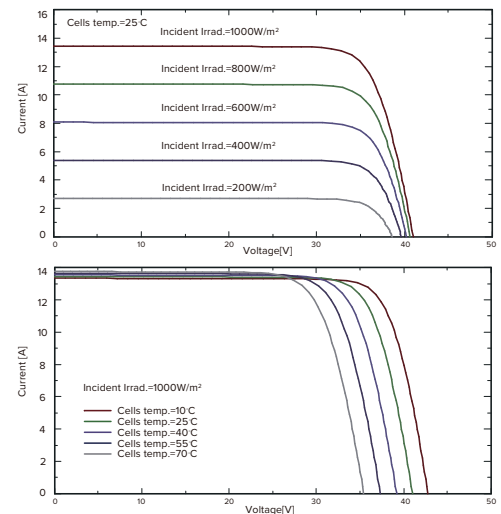 16
14
12
10
8
6
4
2
0
Current [A]
Cells temp.=25 C
Incident Irrad.=1000W/m²
Incident Irrad.=800W/m²
Incident Irrad.=600W/m²
Incident Irrad.=400W/m²
Incident Irrad.=200W/m²
0 10 20 30 40 50
Voltage[V]
14
12
10
8
6
4
2
0
Current [A]
Incident Irrad.=1000W/m²
Cells temp.=10 C
Cells temp.=25 C
Cells temp.=40 C
Cells temp.=55 C
Cells temp.=70 C
0 10 20 30 40 50
Voltage[V]